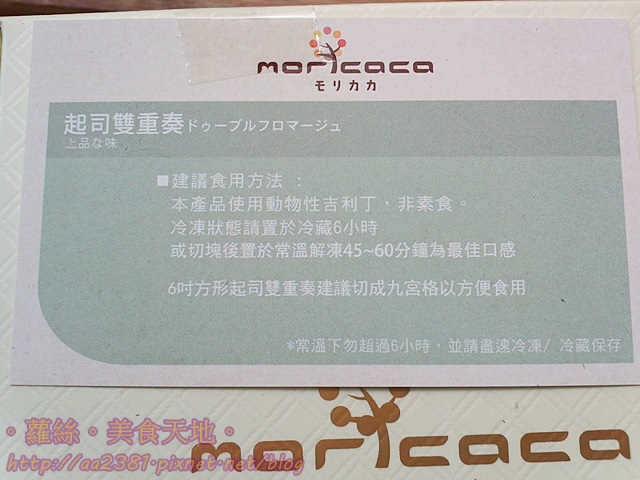 moricaca
モリカカ
起司雙重奏ドゥーブルフロマージュ
上品な味
■建議食用方法：
本產品使用動物性吉利丁，非素食。
冷凍狀態請置於冷藏6小時
或切塊後置於常溫解凍45~60分鐘為最佳口感
6吋方形起司雙重奏建議切成九宮格以方便食用
*常溫下勿超過6小時，並請盡速冷凍/ 冷藏保存
moricaca
。蘿絲。美食天地。
http://aa2381.pixnet.net/blog